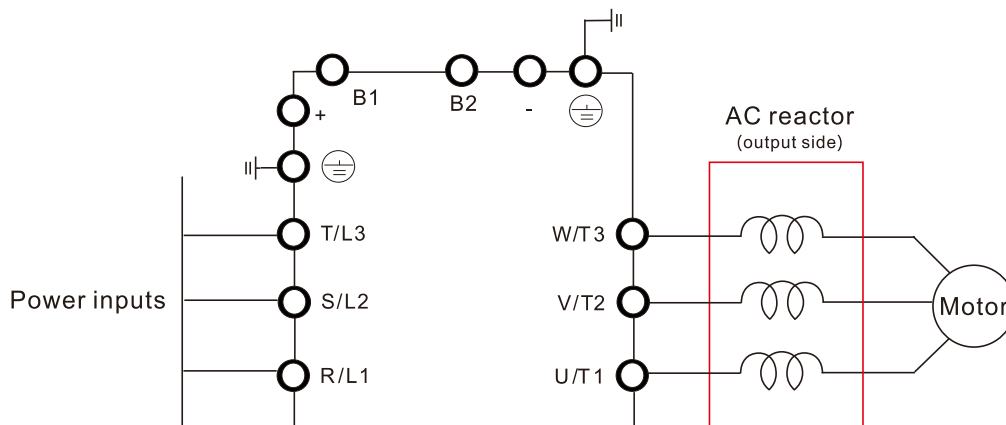 B1
B2
-
+
AC reactor
(output side)
T/L3
W/T3
Power inputs
S/L2
V/T2
Motor
R/L1
U/T1